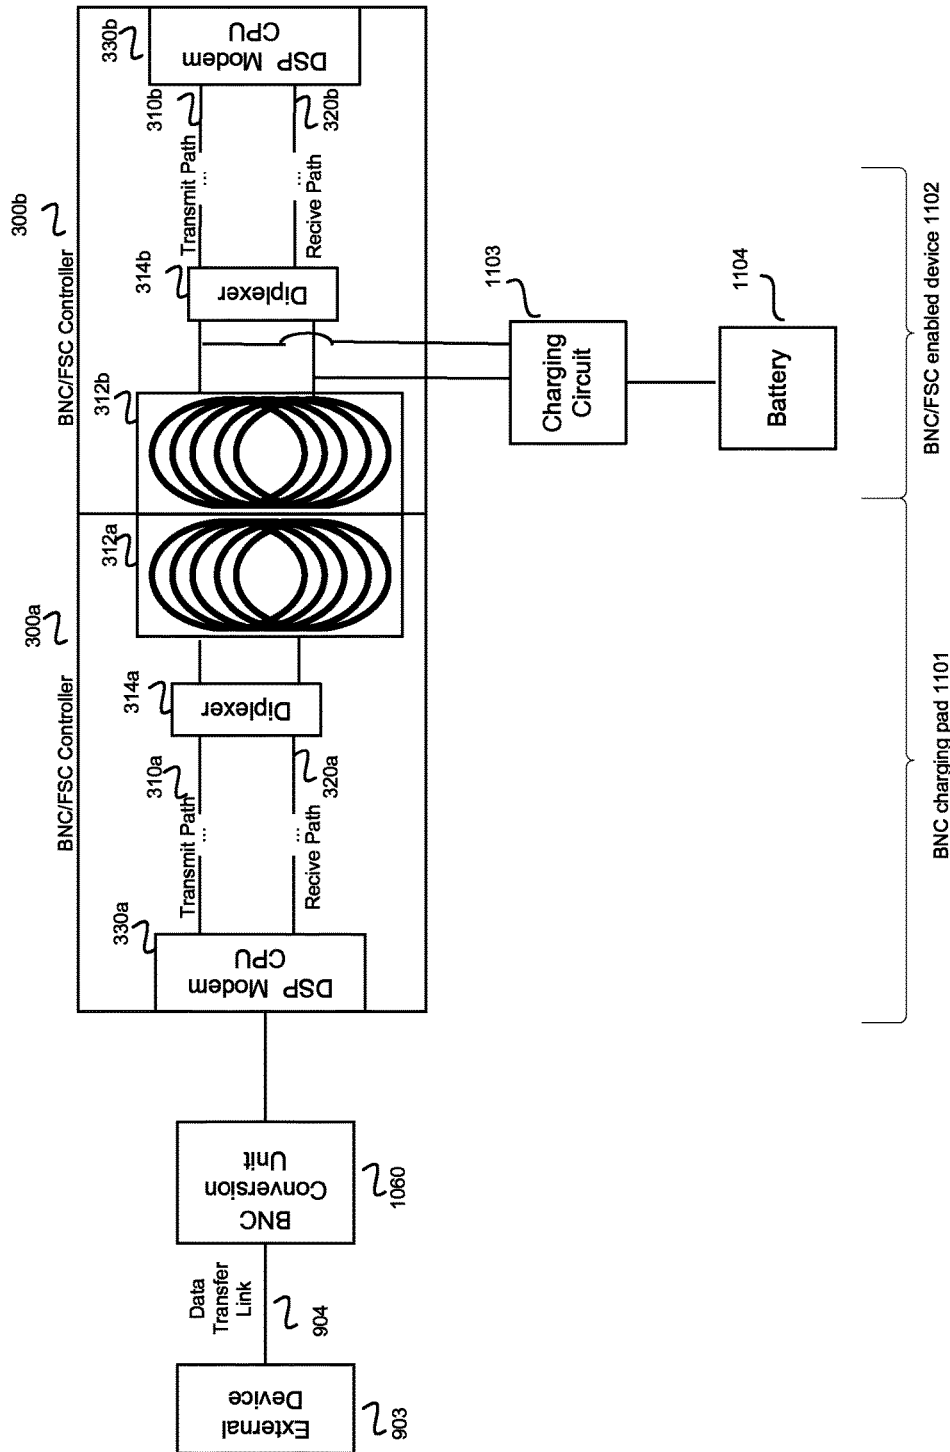 300a
300b
BNC/FSC Controller
BNC/FSC Controller
External
Device
903
Data
Transfer
Link
904
BNC
Conversion
Unit
1060
DSP Modem
CPU
330a
Transmit Path
...
310a
Recive Path
...
320a
Diplexer
314a
312a
312b
Diplexer
314b
Transmit Path
...
310b
Recive Path
...
320b
DSP Modem
CPU
330b
Charging
Circuit
1103
Battery
1104
BNC charging pad 1101
BNC/FSC enabled device 1102